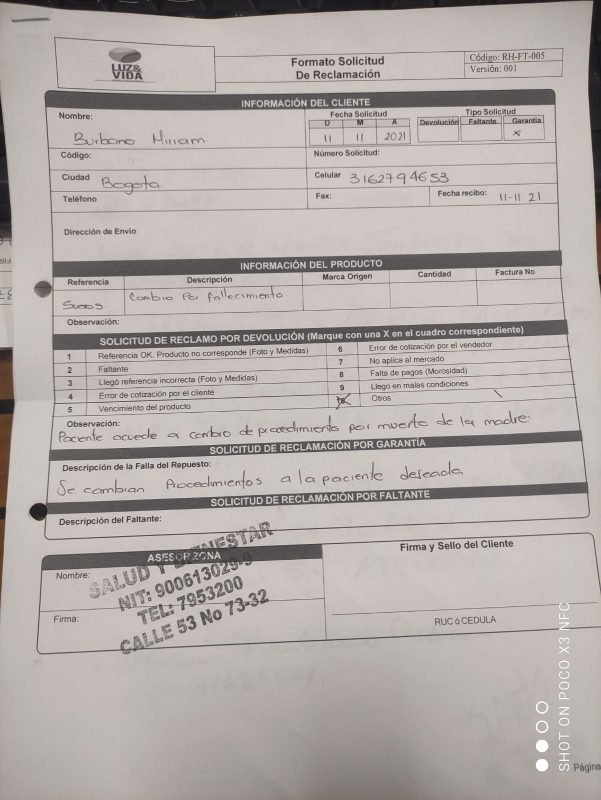 LUZ&
VIDA
Formato Solicitud
De Reclamación
Código: RH-FT-005
Versión: 001
INFORMACIÓN DEL CLIENTE
Nombre: Burbano Miriam
Fecha Solicitud
D M A
11 11 2021
Tipo Solicitud
Devolución Faltante Garantia
x
Código:
Número Solicitud:
Ciudad Bogota.
Celular 3162794653
Teléfono
Fax:
Fecha recibo: 11-11-21
Dirección de Envio
INFORMACIÓN DEL PRODUCTO
Referencia Descripción Marca Origen Cantidad Factura No
Cambio Por fallecimiento
Observación:
SOLICITUD DE RECLAMO POR DEVOLUCIÓN (Marque con una X en el cuadro correspondiente)
1 Referencia OK. Producto no corresponde (Foto y Medidas)
2 Faltante
3 Llegó referencia incorrecta (Foto y Medidas)
4 Error de cotización por el cliente
5 Vencimiento del producto
6 Error de cotización por el vendedor
7 No aplica al mercado
8 Falta de pagos (Morosidad)
9 Llego en malas condiciones
10 Otros \
Observación:
Paciente acuede a cambio de procedimiento por muerte de la madre.
SOLICITUD DE RECLAMACIÓN POR GARANTÍA
Descripción de la Falla del Repuesto:
Se cambian Procedimientos a la paciente deseada
SOLICITUD DE RECLAMACIÓN POR FALTANTE
Descripción del Faltante:
ASESOR ZONA
Nombre:
Firma:
SALUD Y BIENESTAR
NIT: 900613029-9
TEL: 7953200
CALLE 53 No 73-32
Firma y Sello del Cliente
RUC ó CEDULA
SHOT ON POCO X3 NFC
Página